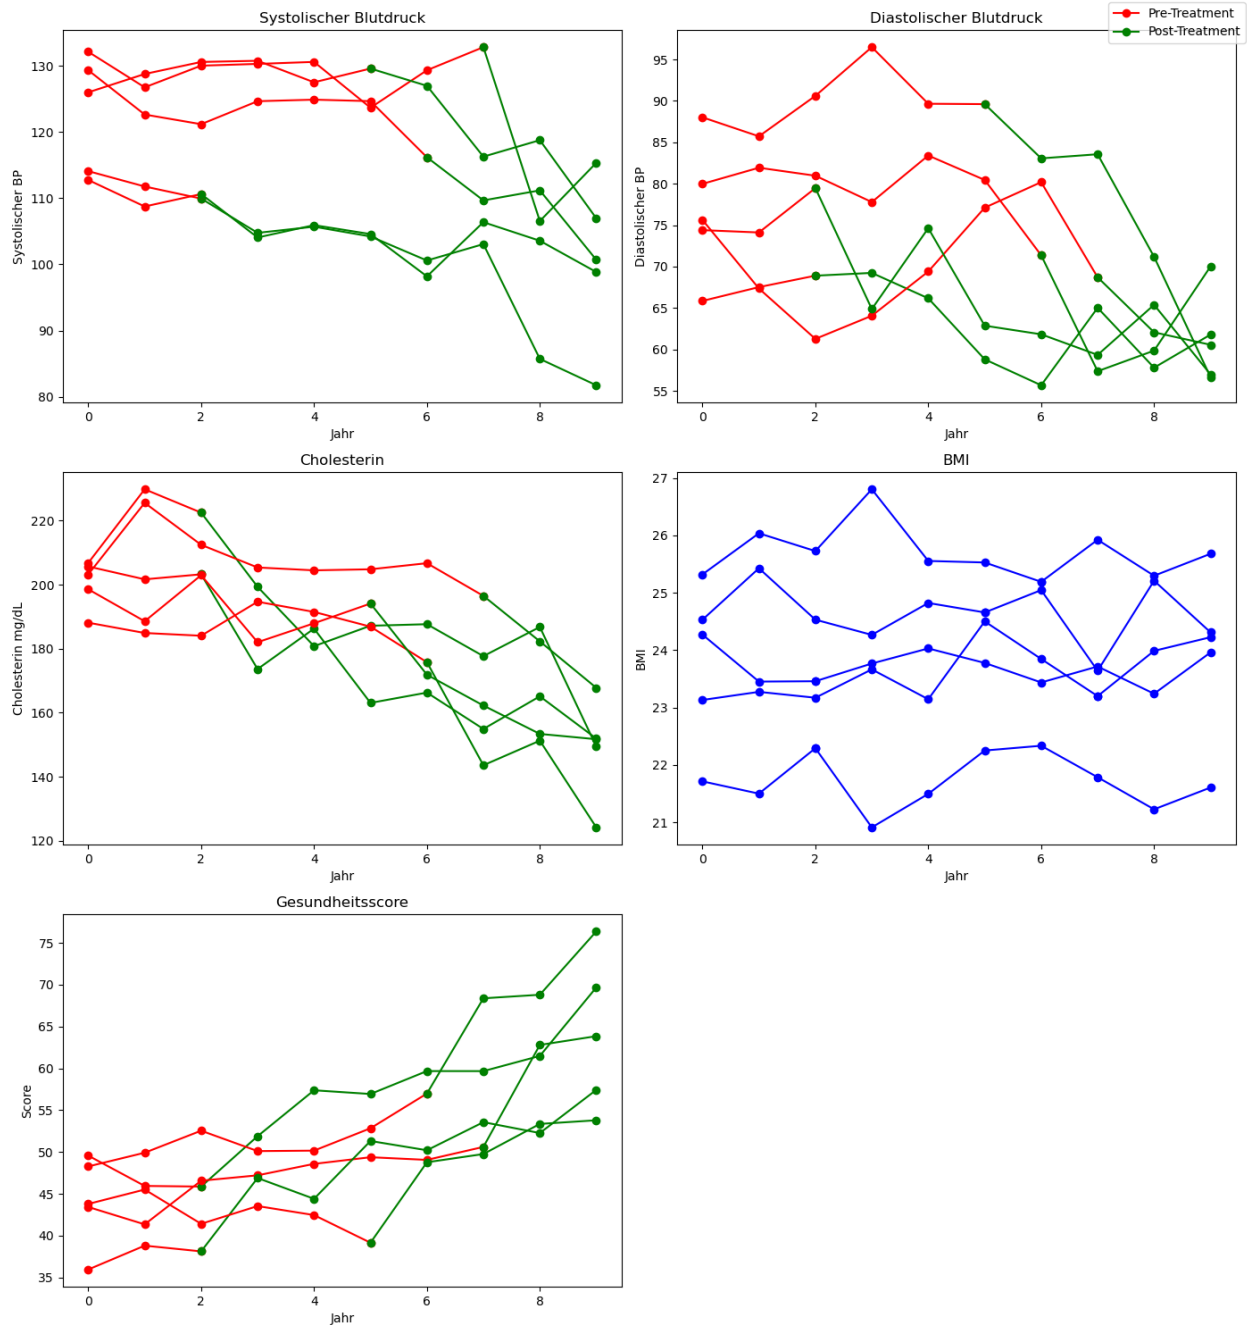 Systolischer Blutdruck
Systolischer BP
130
120
110
100
90
80
0 2 4 6 8
Jahr
Diastolischer Blutdruck
Pre-Treatment
Post-Treatment
Diastolischer BP
95
90
85
80
75
70
65
60
55
0 2 4 6 8
Jahr
Cholesterin
Cholesterin mg/dL
220
200
180
160
140
120
0 2 4 6 8
Jahr
BMI
BMI
27
26
25
24
23
22
21
0 2 4 6 8
Jahr
Gesundheitsscore
Score
75
70
65
60
55
50
45
40
35
0 2 4 6 8
Jahr